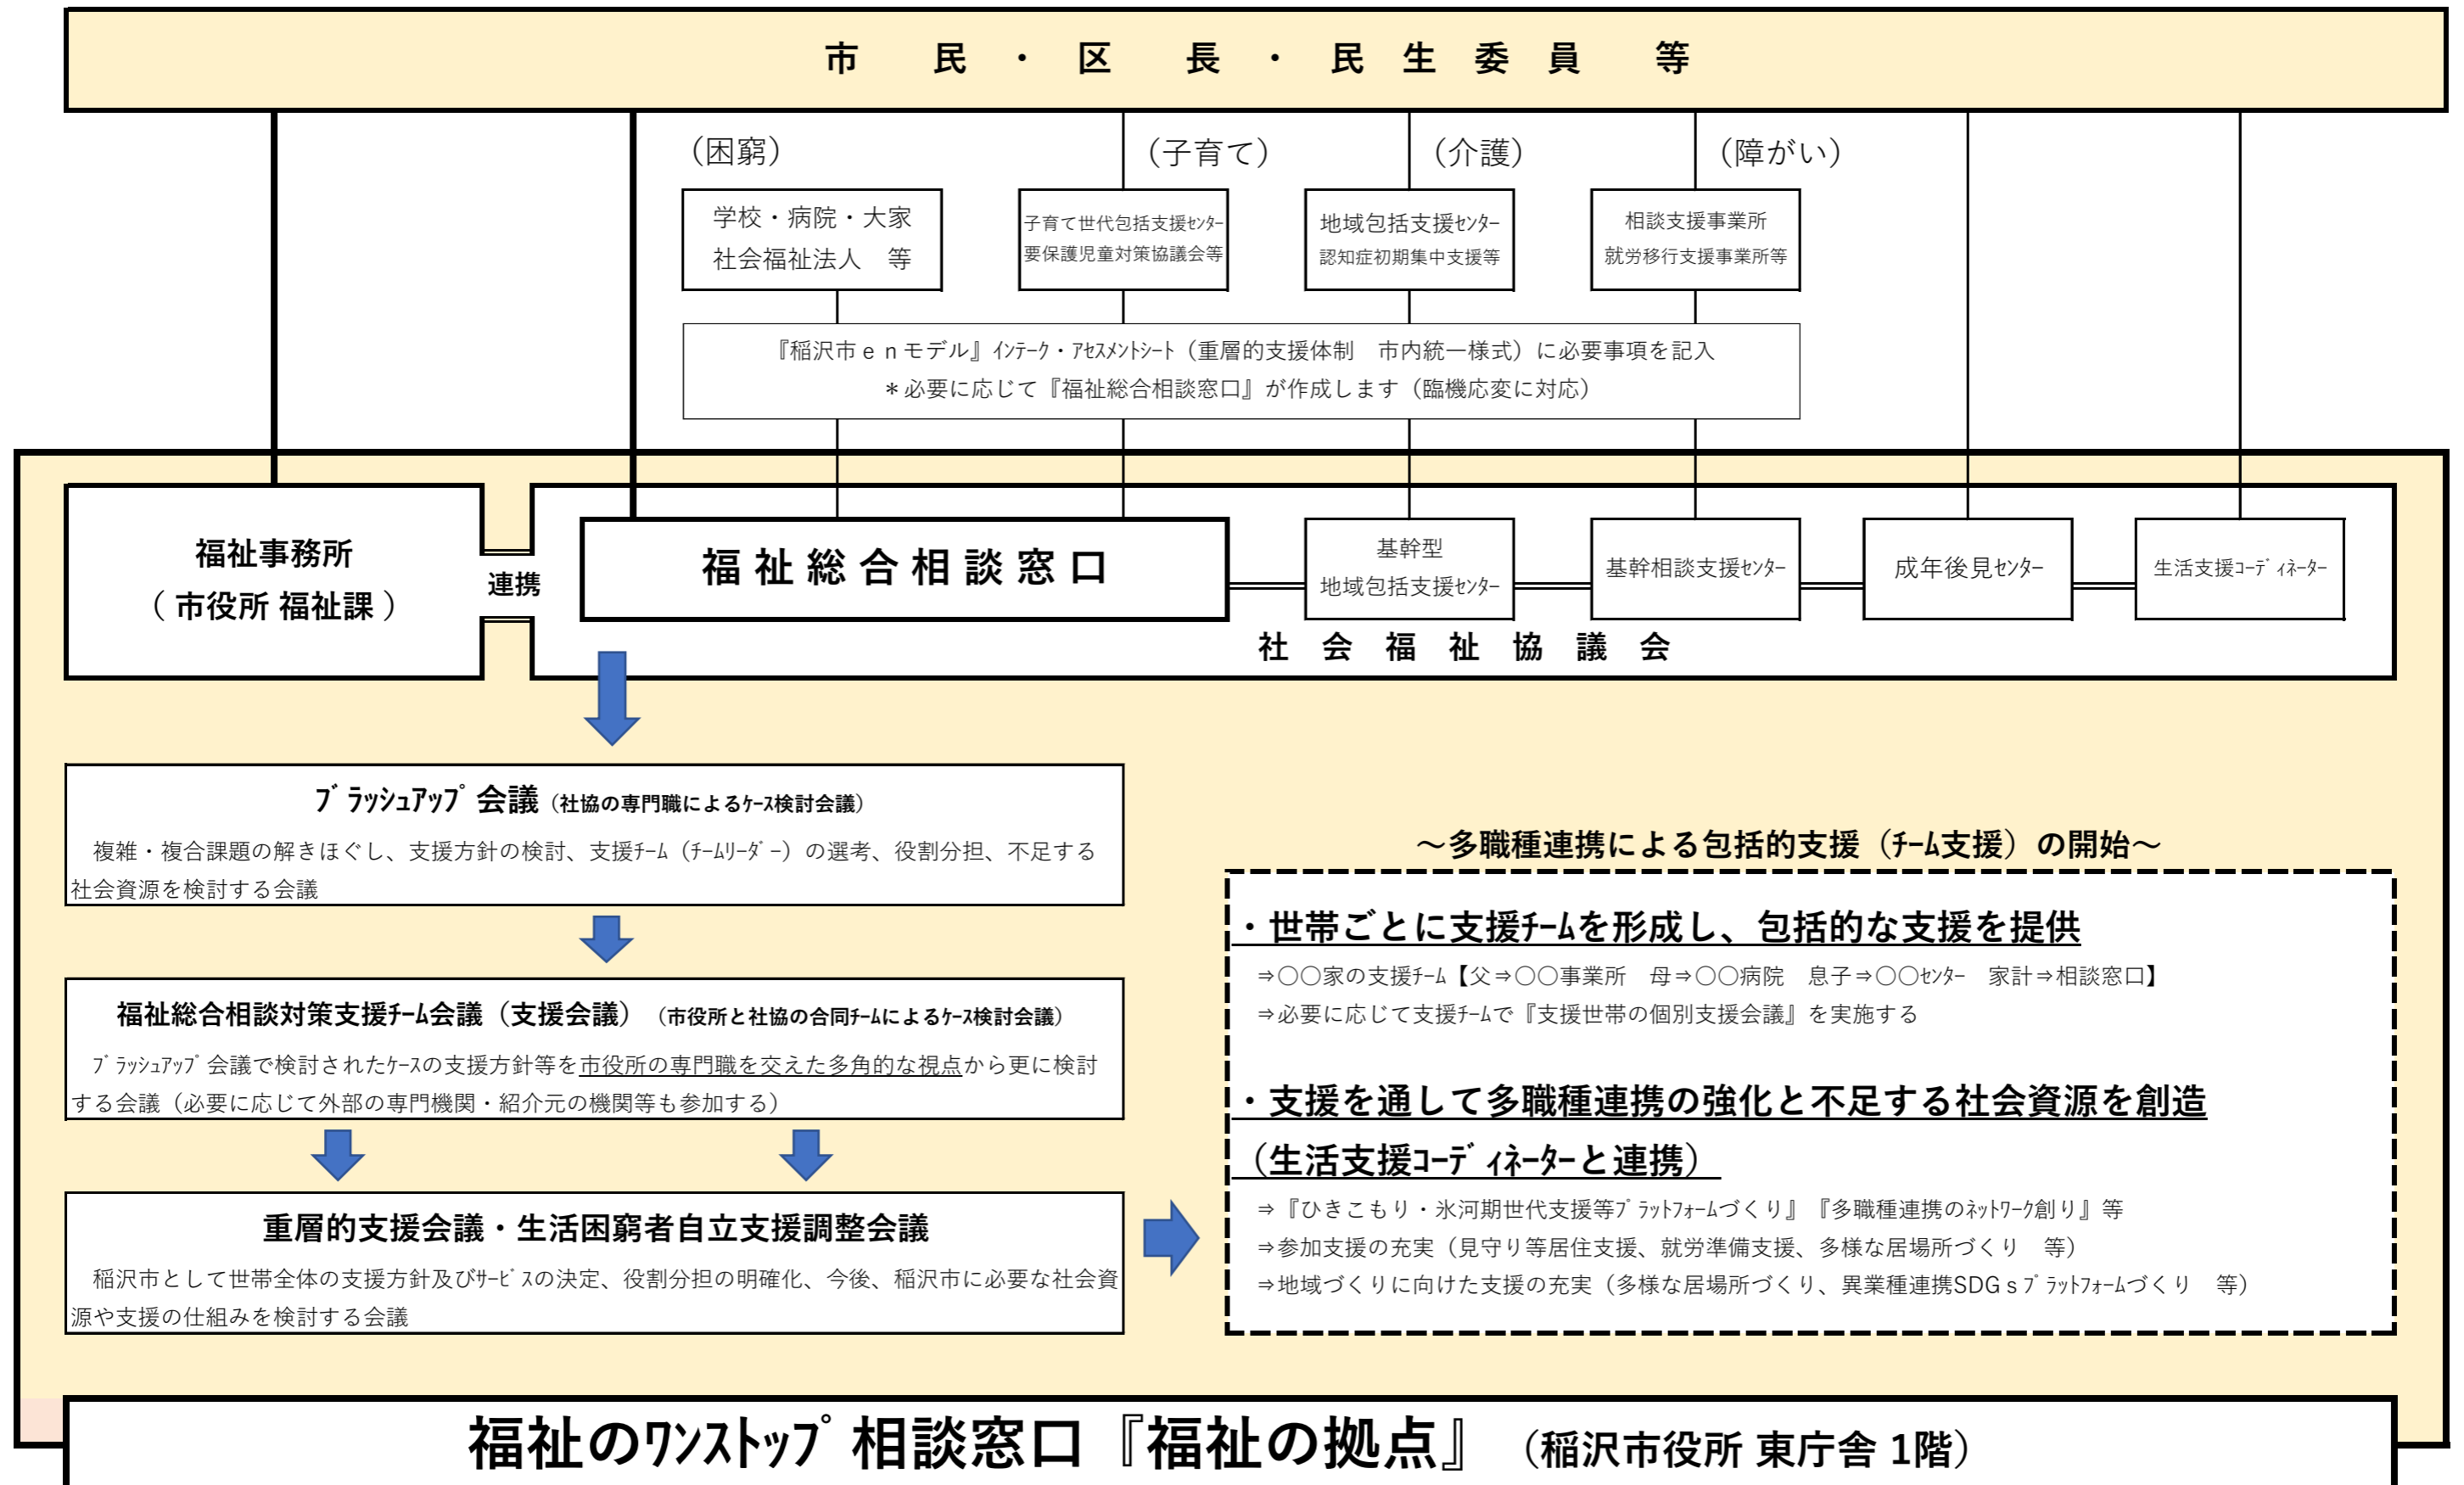 市　民・区　長・民生委員　等
（困窮）
（子育て）
（介護）
（障がい）
学校・病院・大家
社会福祉法人　等
子育て世代包括支援ｾﾝﾀｰ
要保護児童対策協議会等
地域包括支援ｾﾝﾀｰ
認知症初期集中支援等
相談支援事業所
就労移行支援事業所等
『稲沢市ｅｎモデル』ｲﾝﾃｰｸ・ｱｾｽﾒﾝﾄｼｰﾄ（重層的支援体制　市内統一様式）に必要事項を記入
＊必要に応じて『福祉総合相談窓口』が作成します（臨機応変に対応）
福祉事務所
（ 市役所 福祉課 ）
連携
福祉総合相談窓口
基幹型
地域包括支援ｾﾝﾀｰ
基幹相談支援ｾﾝﾀｰ
成年後見ｾﾝﾀｰ
生活支援ｺｰﾃﾞｨﾈｰﾀｰ
社会福祉協議会
ﾌﾞﾗｯｼｭｱｯﾌﾟ会議（社協の専門職によるｹｰｽ検討会議）
複雑・複合課題の解きほぐし、支援方針の検討、支援ﾁｰﾑ（ﾁｰﾑﾘｰﾀﾞｰ）の選考、役割分担、不足する
社会資源を検討する会議
福祉総合相談対策支援ﾁｰﾑ会議（支援会議）（市役所と社協の合同ﾁｰﾑによるｹｰｽ検討会議）
ﾌﾞﾗｯｼｭｱｯﾌﾟ会議で検討されたｹｰｽの支援方針等を市役所の専門職を交えた多角的な視点から更に検討
する会議（必要に応じて外部の専門機関・紹介元の機関等も参加する）
重層的支援会議・生活困窮者自立支援調整会議
稲沢市として世帯全体の支援方針及びｻｰﾋﾞｽの決定、役割分担の明確化、今後、稲沢市に必要な社会資
源や支援の仕組みを検討する会議
～多職種連携による包括的支援（ﾁｰﾑ支援）の開始～
・世帯ごとに支援ﾁｰﾑを形成し、包括的な支援を提供
⇒〇〇家の支援ﾁｰﾑ【父⇒〇〇事業所　母⇒〇〇病院　息子⇒〇〇ｾﾝﾀｰ　家計⇒相談窓口】
⇒必要に応じて支援ﾁｰﾑで『支援世帯の個別支援会議』を実施する
・支援を通して多職種連携の強化と不足する社会資源を創造
（生活支援ｺｰﾃﾞｨﾈｰﾀｰと連携）
⇒『ひきこもり・氷河期世代支援等ﾌﾟﾗｯﾄﾌｫｰﾑづくり』『多職種連携のﾈｯﾄﾜｰｸ創り』等
⇒参加支援の充実（見守り等居住支援、就労準備支援、多様な居場所づくり　等）
⇒地域づくりに向けた支援の充実（多様な居場所づくり、異業種連携SDGｓﾌﾟﾗｯﾄﾌｫｰﾑづくり　等）
福祉のﾜﾝｽﾄｯﾌﾟ相談窓口『福祉の拠点』（稲沢市役所 東庁舎 1階）